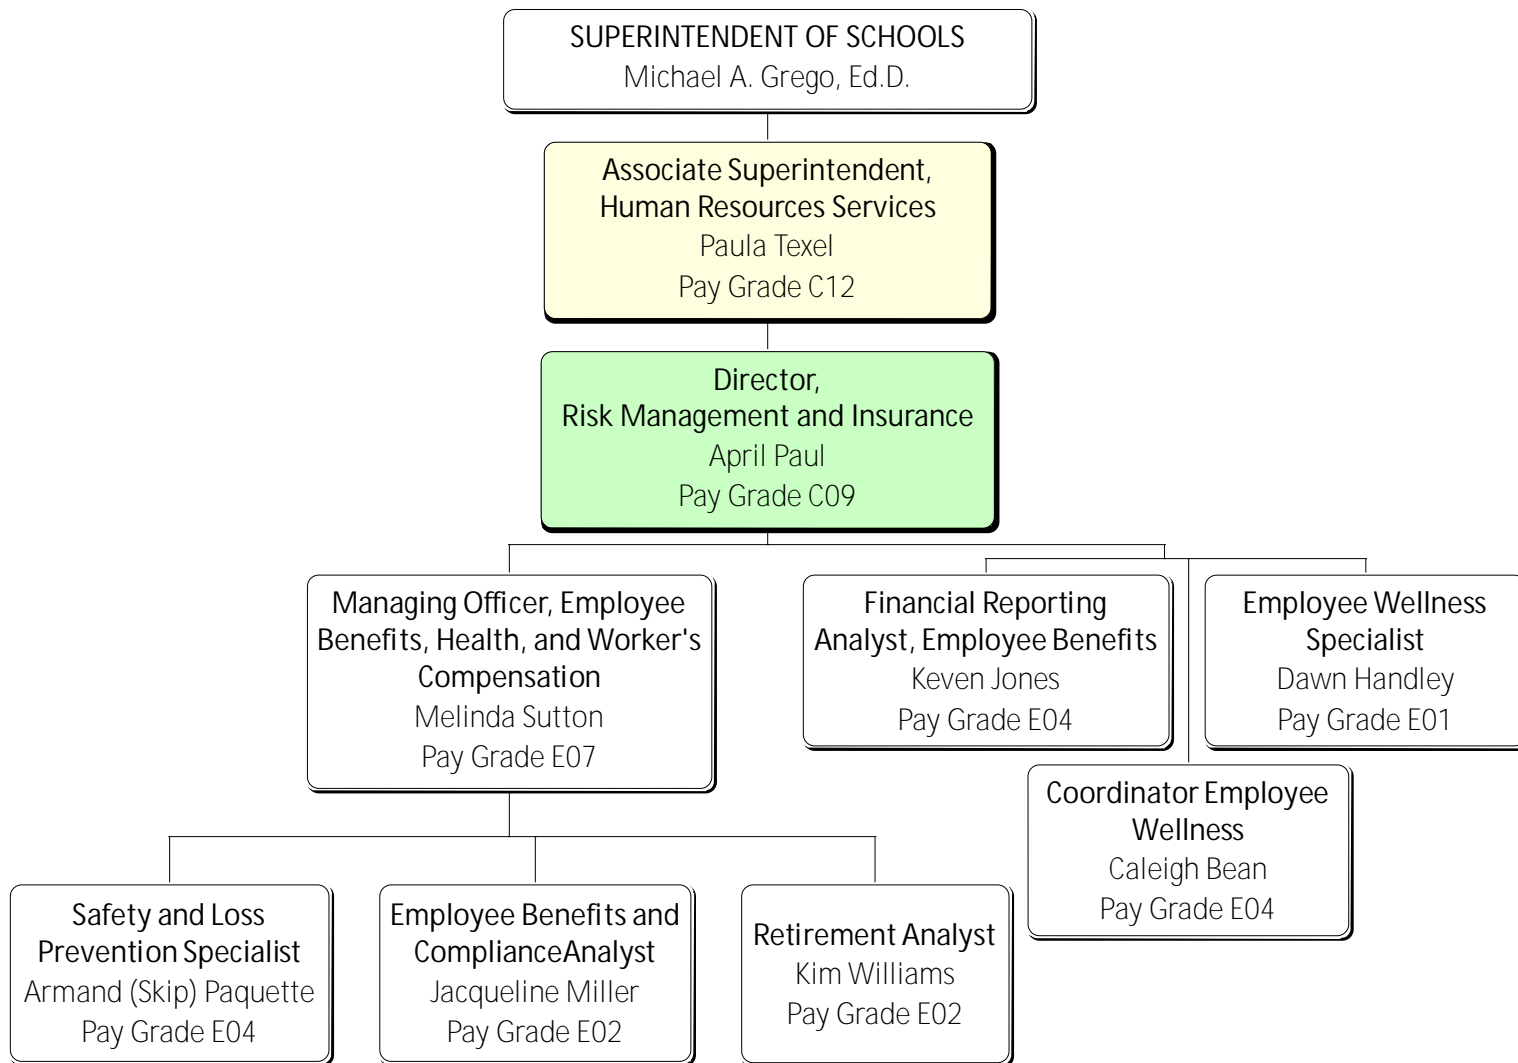 SUPERINTENDENT OF SCHOOLS
Michael A. Grego, Ed.D.
Associate Superintendent,
Human Resources Services
Paula Texel
Pay Grade C12
Director,
Risk Management and Insurance
April Paul
Pay Grade C09
Managing Officer, Employee
Benefits, Health, and Worker's
Compensation
Melinda Sutton
Pay Grade E07
Financial Reporting
Analyst, Employee Benefits
Keven Jones
Pay Grade E04
Employee Wellness
Specialist
Dawn Handley
Pay Grade E01
Coordinator Employee
Wellness
Caleigh Bean
Pay Grade E04
Safety and Loss
Prevention Specialist
Armand (Skip) Paquette
Pay Grade E04
Employee Benefits and
ComplianceAnalyst
Jacqueline Miller
Pay Grade E02
Retirement Analyst
Kim Williams
Pay Grade E02